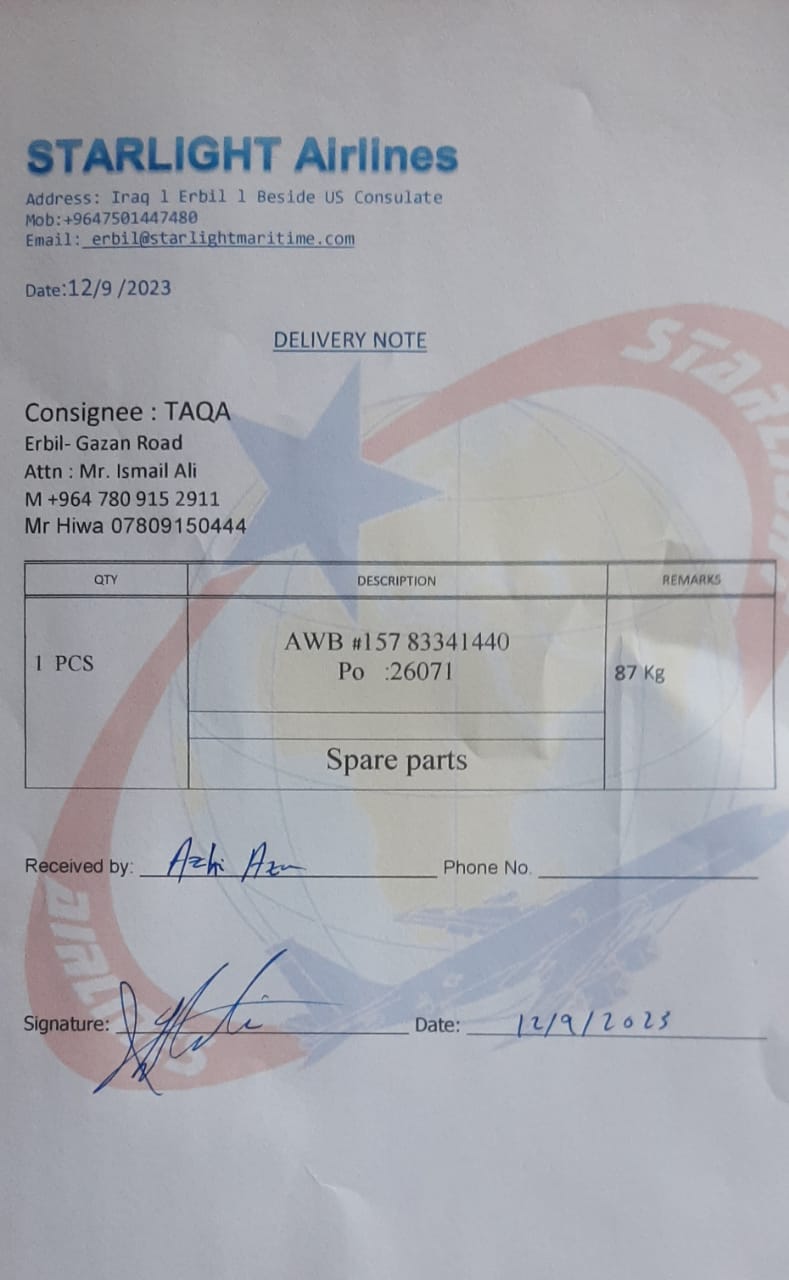 STARLIGHT Airlines
Address: Iraq l Erbil l Beside US Consulate
Mob:+9647501447480
Email: erbil@starlightmaritime.com
Date:12/9 /2023
DELIVERY NOTE
Consignee : TAQA
Erbil- Gazan Road
Attn : Mr. Ismail Ali
M +964 780 915 2911
Mr Hiwa 07809150444
QTY DESCRIPTION REMARKS
AWB #157 83341440
1 PCS Po :26071 87 Kg
Spare parts
Received by: Phone No.
Signature: Date: 12/9/2023